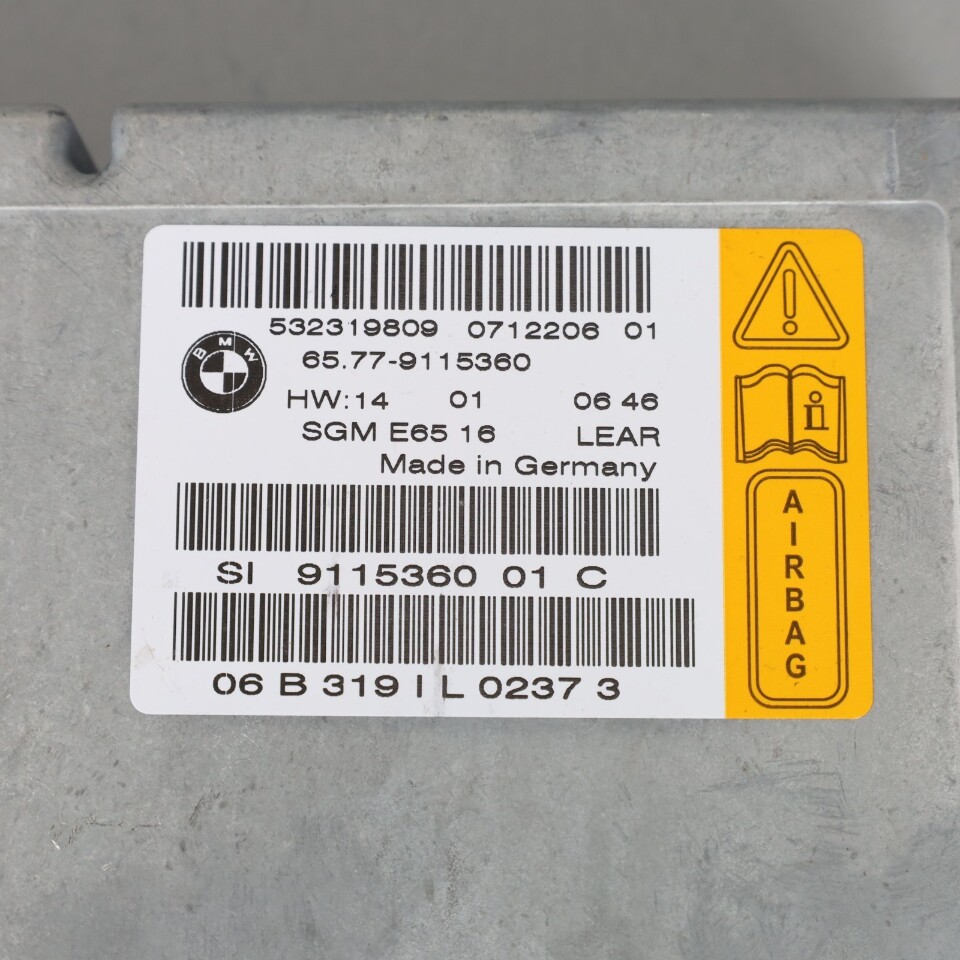 532319809 0712206 01
BMW
65.77-9115360
HW:14 01 06 46
SGM E65 16 LEAR
Made in Germany
SI 9115360 01 C
06 B 319 I L 0237 3
i
AIRBAG